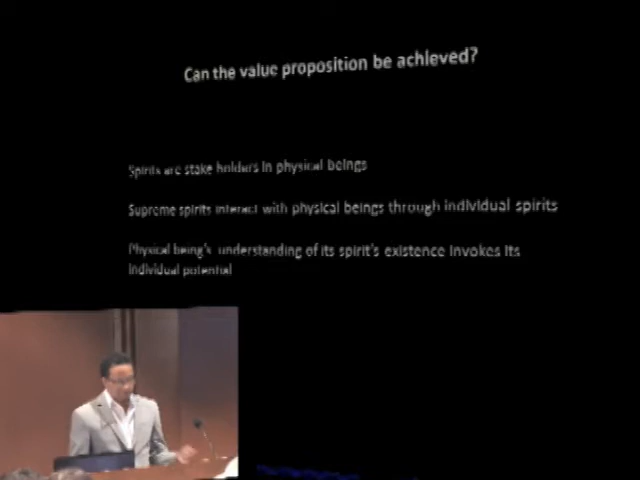 Can the value proposition be achieved?
Spirits are stake holders in physical beings
Supreme spirits interact with physical beings through individual spirits
Physical being's understanding of its spirit's existence invokes its
individual potential